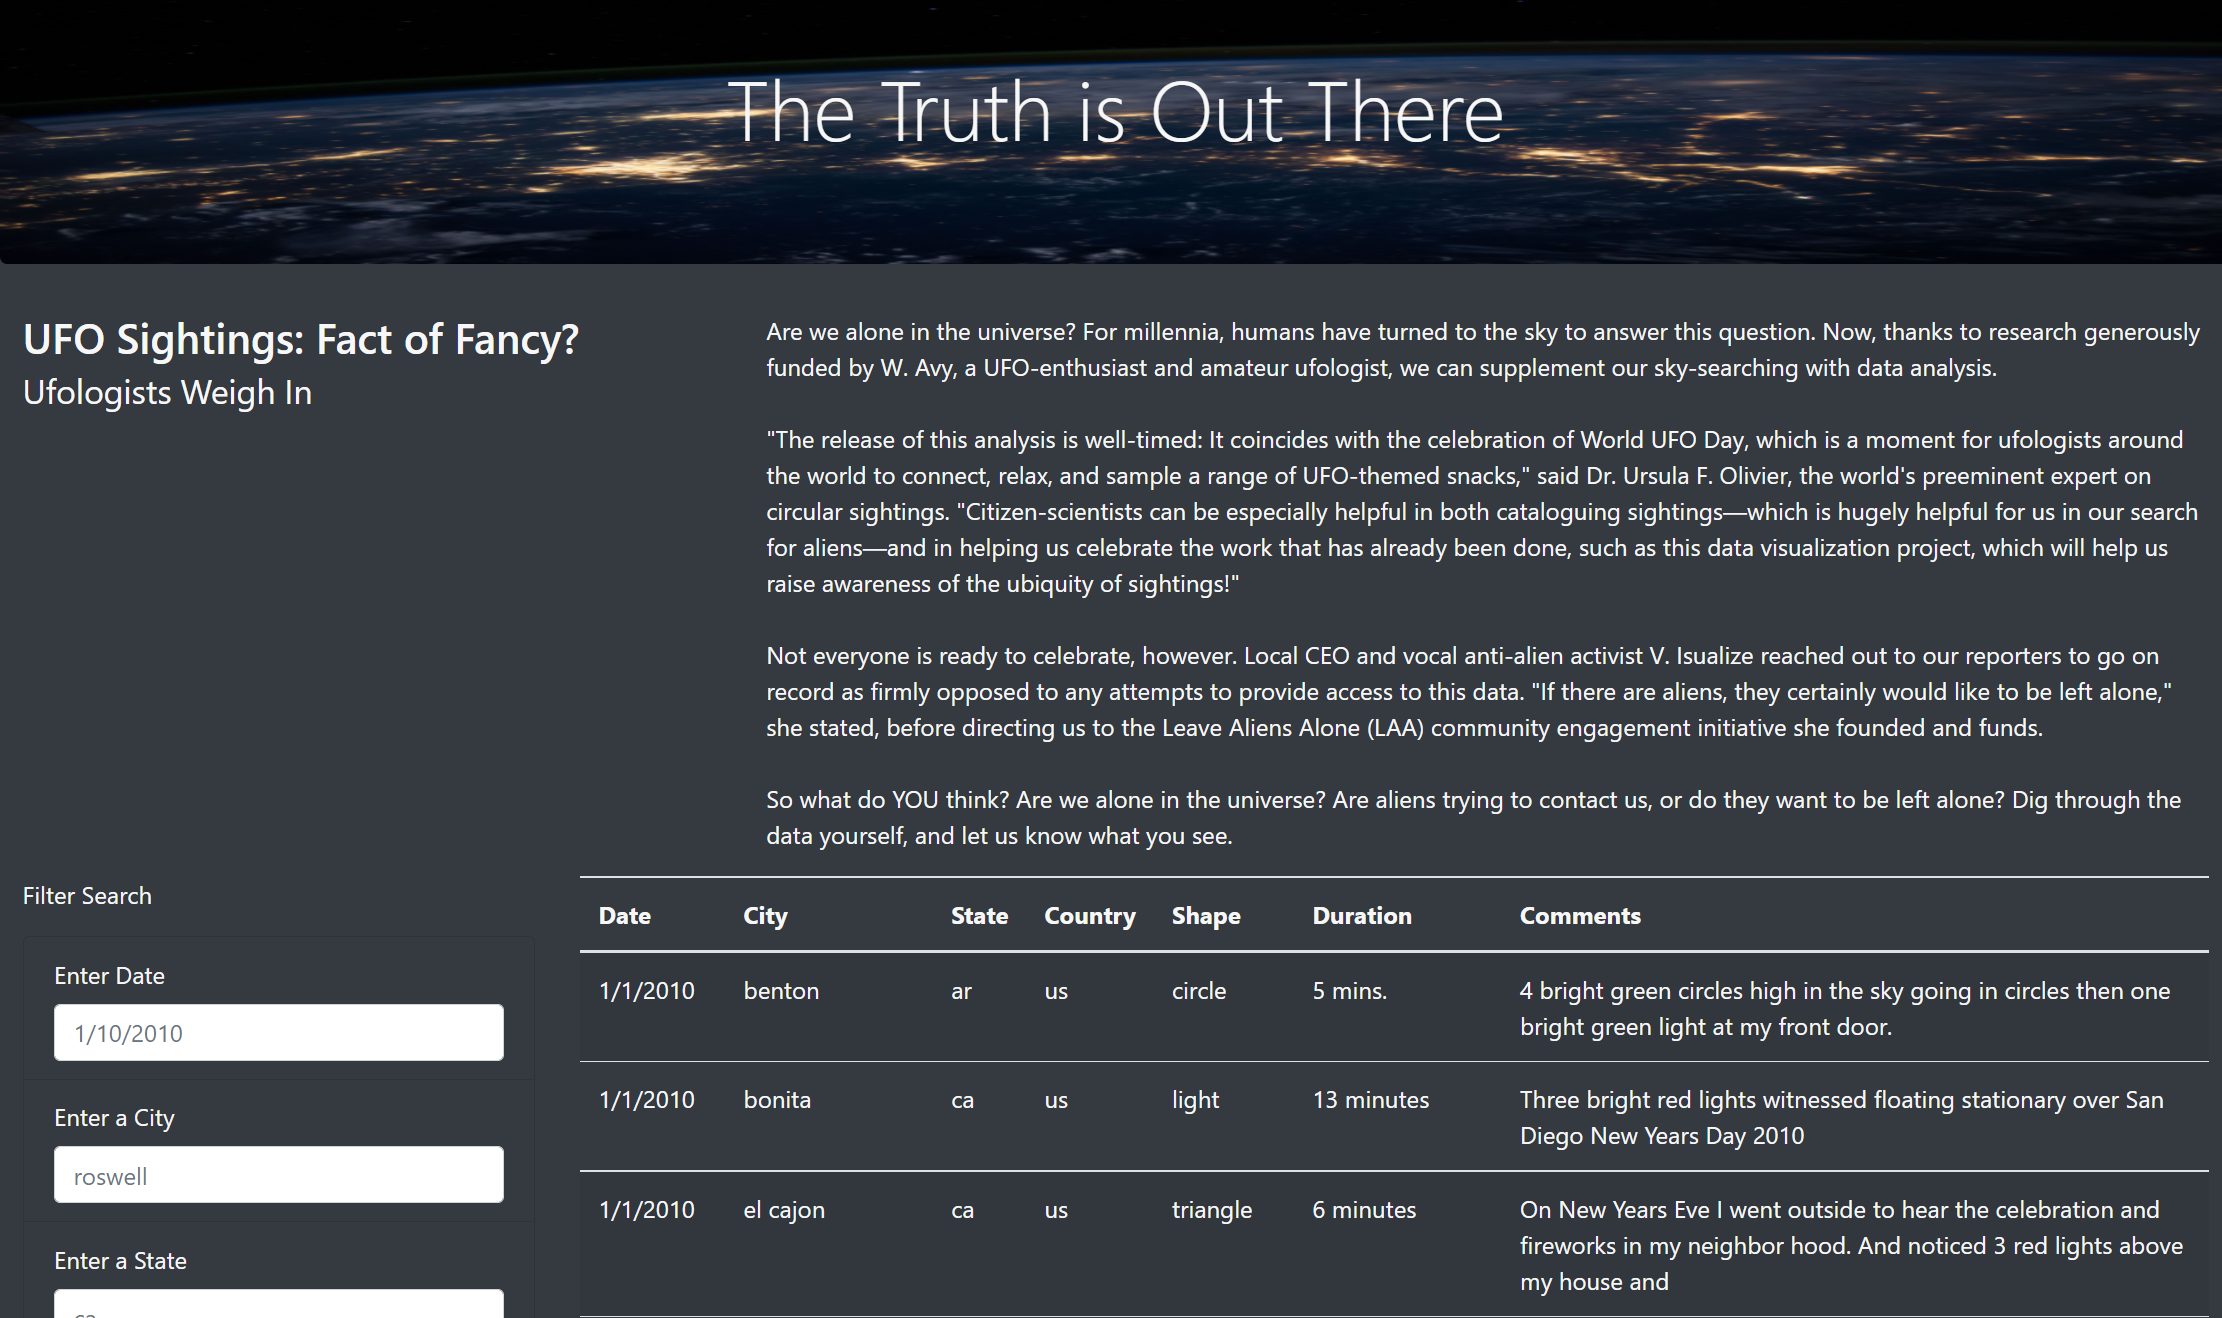 The Truth is Out There
UFO Sightings: Fact of Fancy?
Ufologists Weigh In
Are we alone in the universe? For millennia, humans have turned to the sky to answer this question. Now, thanks to research generously
funded by W. Avy, a UFO-enthusiast and amateur ufologist, we can supplement our sky-searching with data analysis.
"The release of this analysis is well-timed: It coincides with the celebration of World UFO Day, which is a moment for ufologists around
the world to connect, relax, and sample a range of UFO-themed snacks," said Dr. Ursula F. Olivier, the world's preeminent expert on
circular sightings. "Citizen-scientists can be especially helpful in both cataloguing sightings—which is hugely helpful for us in our search
for aliens—and in helping us celebrate the work that has already been done, such as this data visualization project, which will help us
raise awareness of the ubiquity of sightings!"
Not everyone is ready to celebrate, however. Local CEO and vocal anti-alien activist V. Isualize reached out to our reporters to go on
record as firmly opposed to any attempts to provide access to this data. "If there are aliens, they certainly would like to be left alone,"
she stated, before directing us to the Leave Aliens Alone (LAA) community engagement initiative she founded and funds.
So what do YOU think? Are we alone in the universe? Are aliens trying to contact us, or do they want to be left alone? Dig through the
data yourself, and let us know what you see.
Filter Search
Enter Date
1/10/2010
Enter a City
roswell
Enter a State
Date City State Country Shape Duration Comments
1/1/2010 benton ar us circle 5 mins. 4 bright green circles high in the sky going in circles then one
bright green light at my front door.
1/1/2010 bonita ca us light 13 minutes Three bright red lights witnessed floating stationary over San
Diego New Years Day 2010
1/1/2010 el cajon ca us triangle 6 minutes On New Years Eve I went outside to hear the celebration and
fireworks in my neighbor hood. And noticed 3 red lights above
my house and